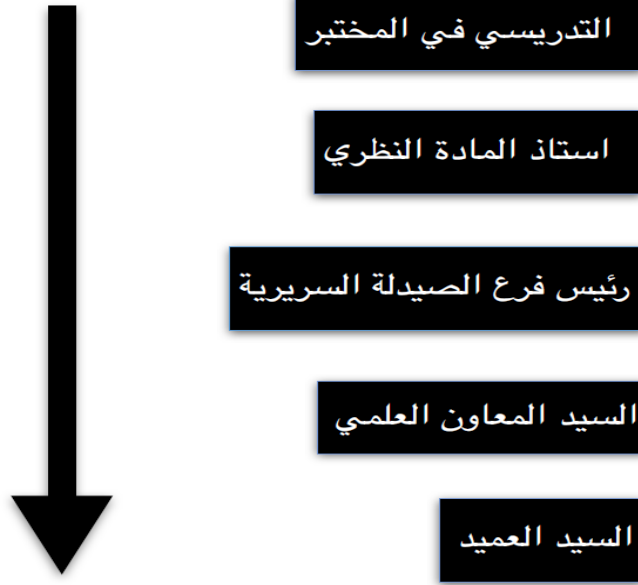 التدريسي في المختبر
استاذ المادة النظري
رئيس فرع الصيدلة السريرية
السيد المعاون العلمي
السيد العميد